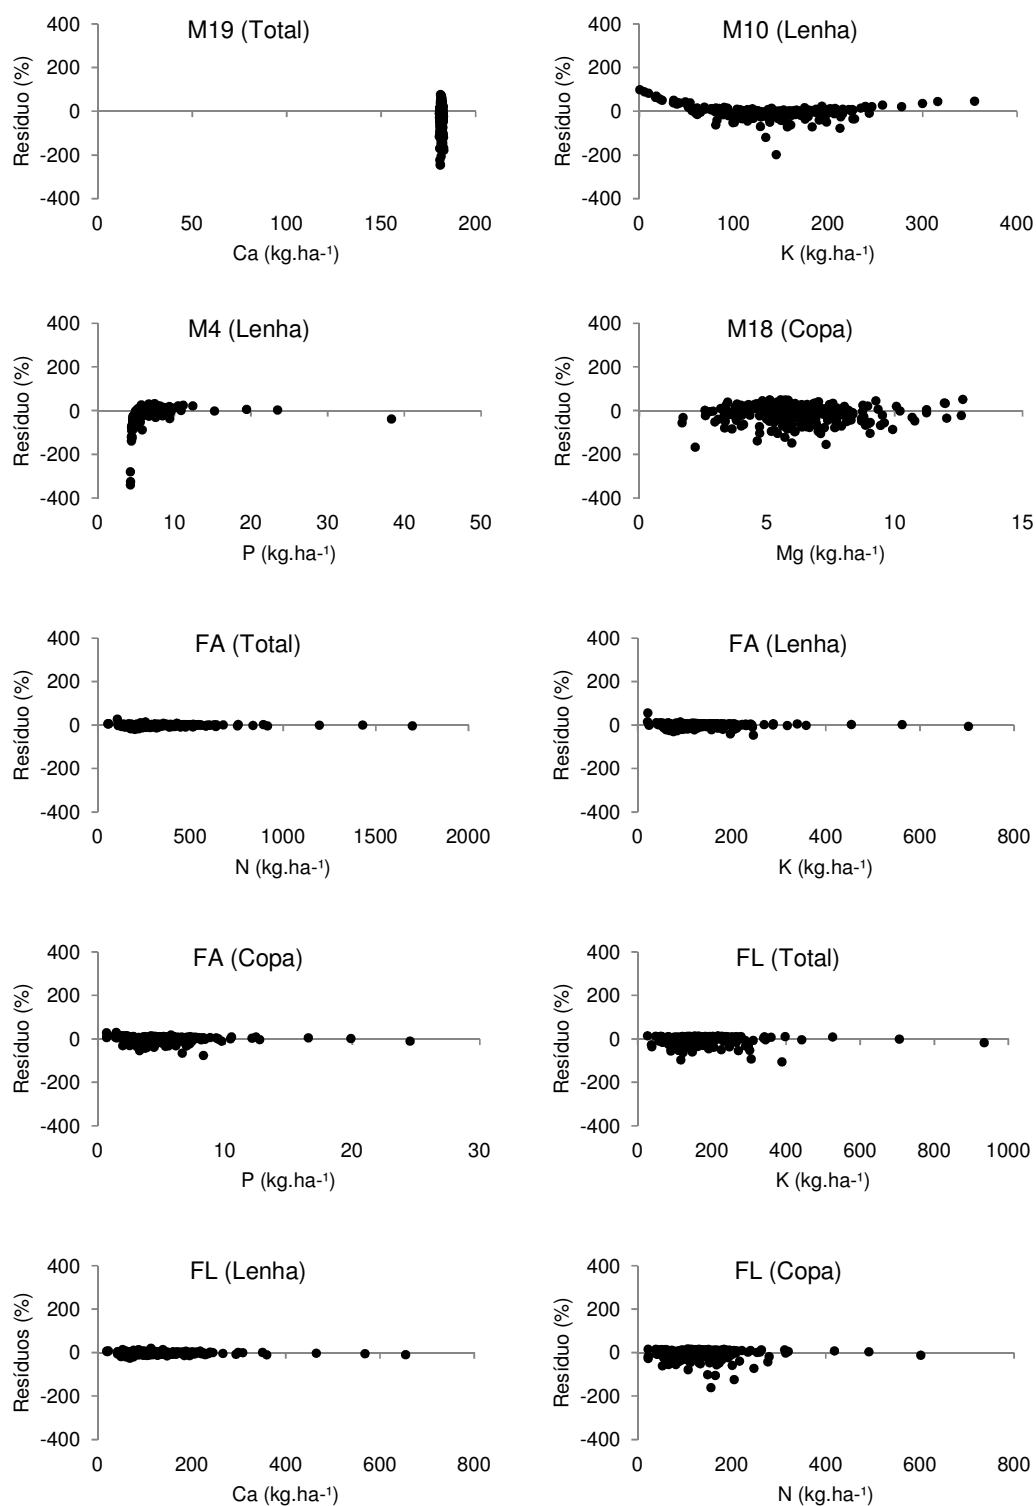 M19 (Total)
Resíduo (%)
400
200
0
-200
-400
0 50 100 150 200
Ca (kg.ha-¹)
M10 (Lenha)
Resíduo (%)
400
200
0
-200
-400
0 100 200 300 400
K (kg.ha-¹)
M4 (Lenha)
Resíduo (%)
400
200
0
-200
-400
0 10 20 30 40 50
P (kg.ha-¹)
M18 (Copa)
Resíduo (%)
400
200
0
-200
-400
0 5 10 15
Mg (kg.ha-¹)
FA (Total)
Resíduo (%)
400
200
0
-200
-400
0 500 1000 1500 2000
N (kg.ha-¹)
FA (Lenha)
Resíduo (%)
400
200
0
-200
-400
0 200 400 600 800
K (kg.ha-¹)
FA (Copa)
Resíduo (%)
400
200
0
-200
-400
0 10 20 30
P (kg.ha-¹)
FL (Total)
Resíduo (%)
400
200
0
-200
-400
0 200 400 600 800 1000
K (kg.ha-¹)
FL (Lenha)
Resíduos (%)
400
200
0
-200
-400
0 200 400 600 800
Ca (kg.ha-¹)
FL (Copa)
Resíduo (%)
400
200
0
-200
-400
0 200 400 600 800
N (kg.ha-¹)